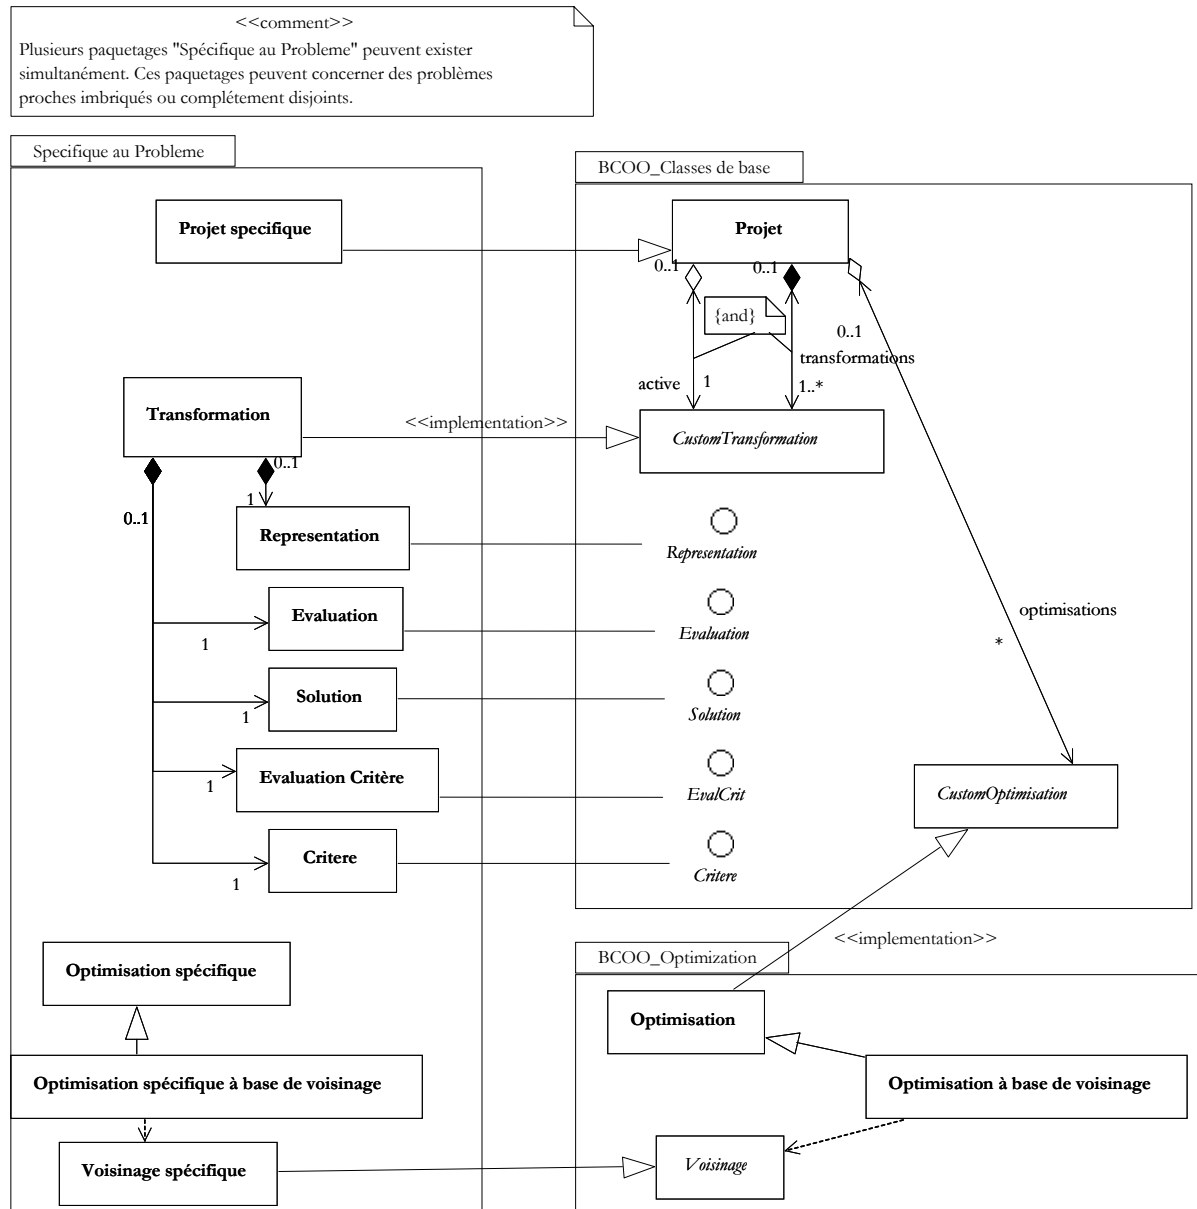 <<comment>>
Plusieurs paquetages "Spécifique au Probleme" peuvent exister
simultanément. Ces paquetages peuvent concerner des problèmes
proches imbriqués ou complétement disjoints.
Specifique au Probleme
BCOO_Classes de base
Projet specifique
Projet
0..1
0..1
{and}
0..1
transformations
active
1
1..*
Transformation
<<implementation>>
CustomTransformation
0..1
1
0..1
Representation
Representation
Evaluation
1
Evaluation
optimisations
*
Solution
1
Solution
Evaluation Critère
1
EvalCrit
CustomOptimisation
Critere
1
Critere
<<implementation>>
BCOO_Optimization
Optimisation spécifique
Optimisation
Optimisation spécifique à base de voisinage
Optimisation à base de voisinage
Voisinage spécifique
Voisinage